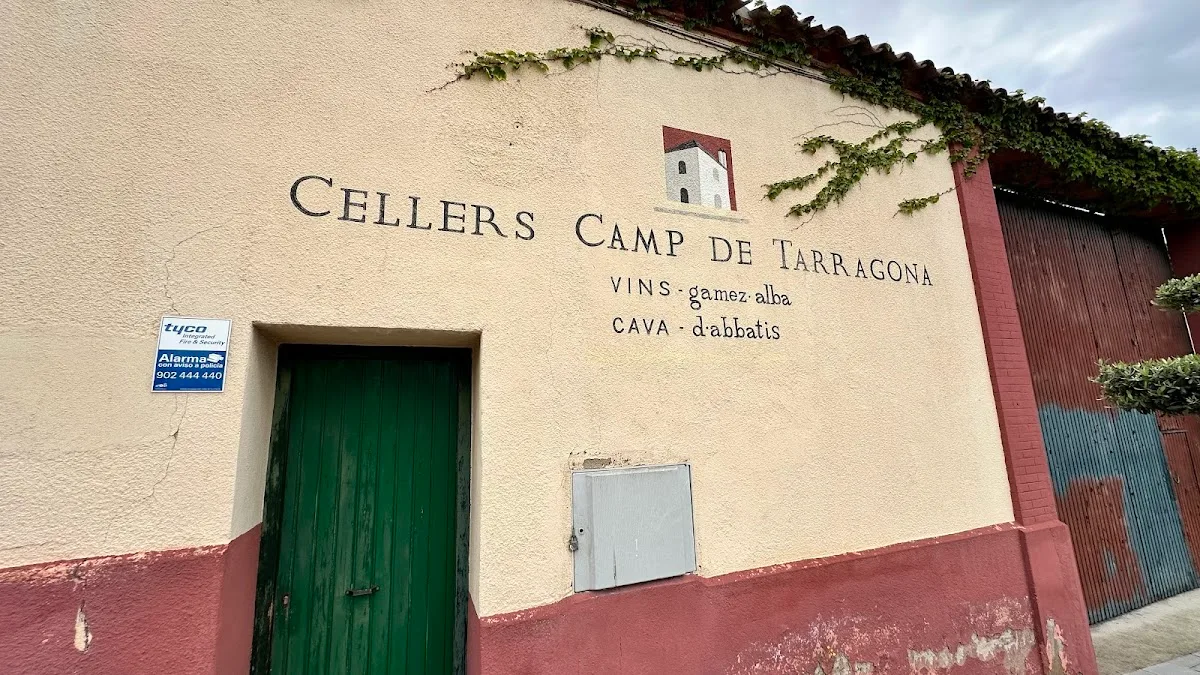 CELLERS CAMP DE TARRAGONA
VINS - gamez·alba
CAVA - d·abbatis
tyco
Integrated
Fire & Security
Alarma
con aviso a policía
902 444 440